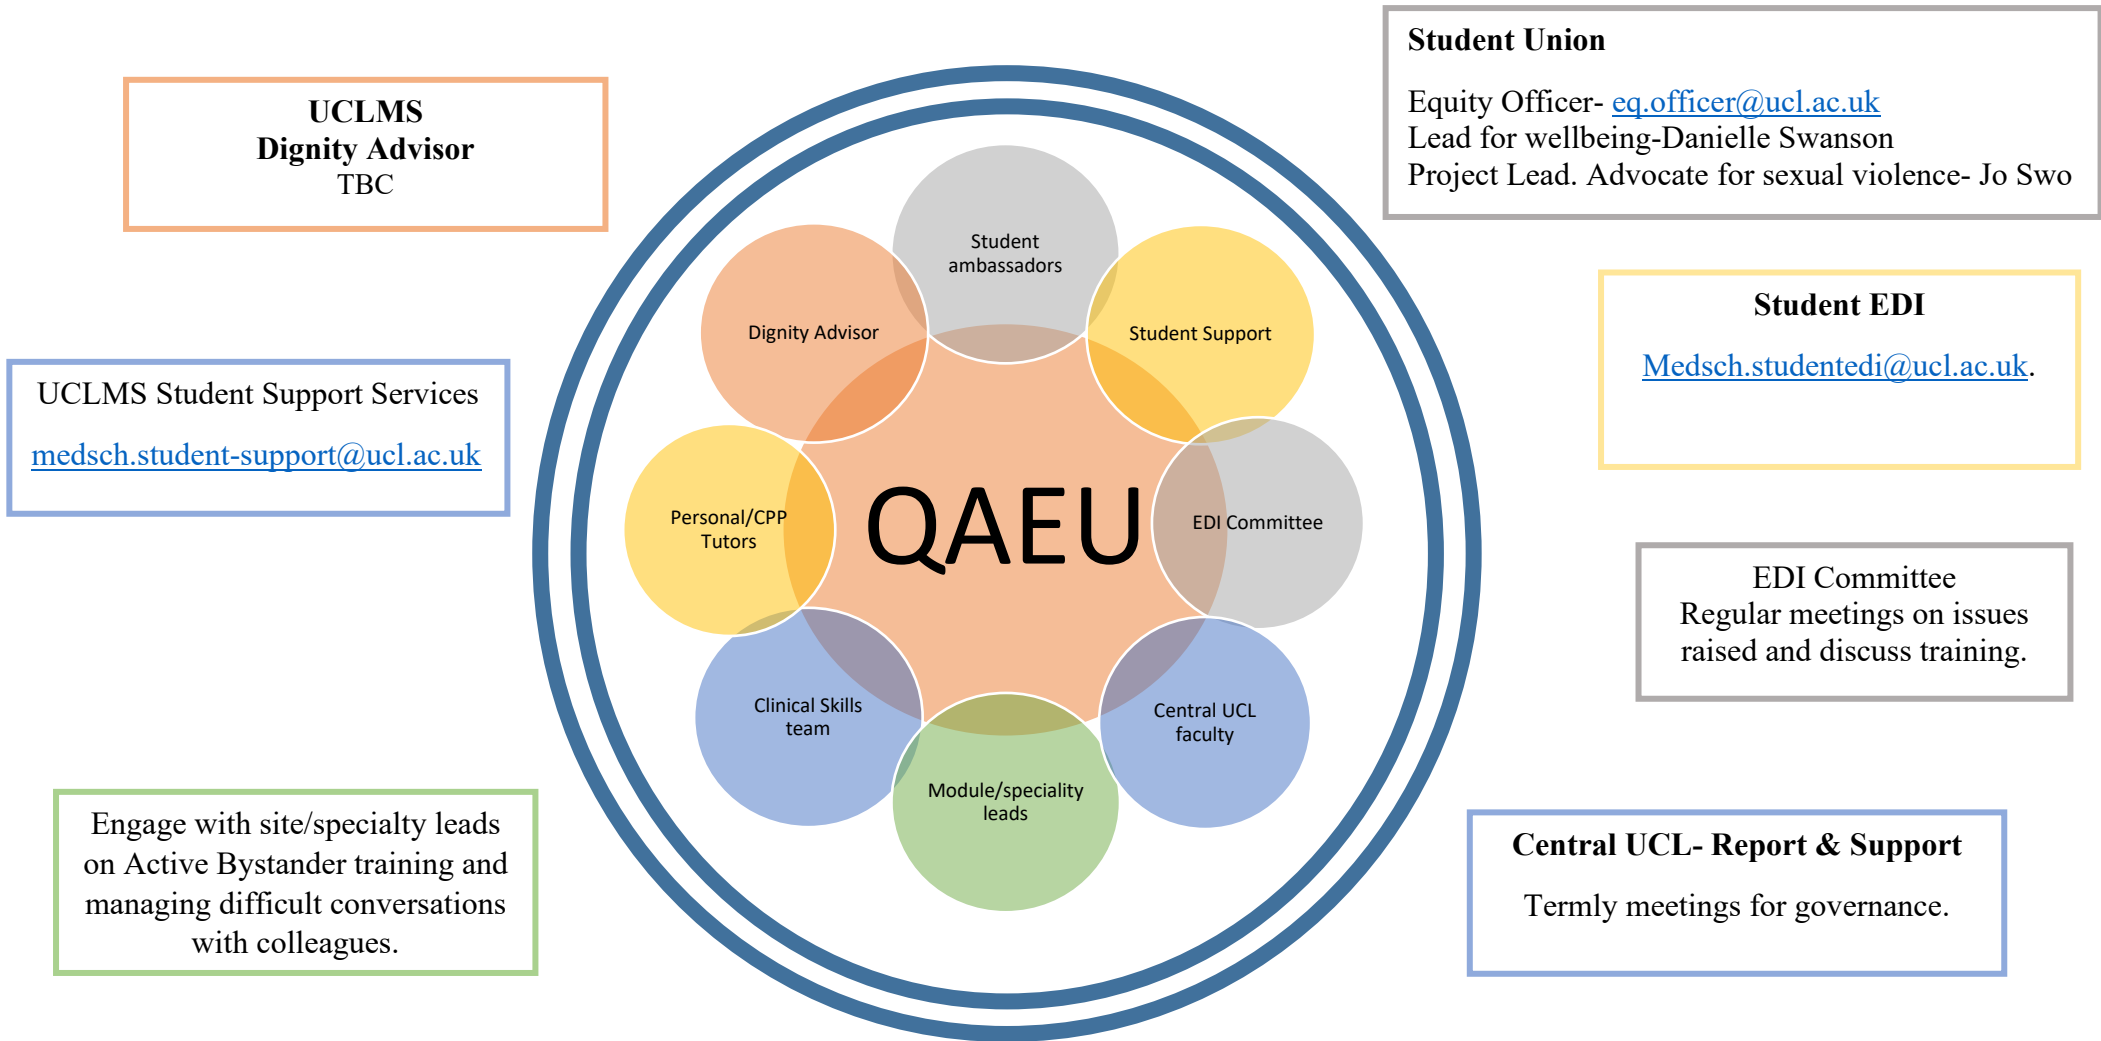 UCLMS
Dignity Advisor
TBC
Student Union
Equity Officer- eq.officer@ucl.ac.uk
Lead for wellbeing-Danielle Swanson
Project Lead. Advocate for sexual violence- Jo Swo
UCLMS Student Support Services
medsch.student-support@ucl.ac.uk
Student EDI
Medsch.studentedi@ucl.ac.uk.
Student
ambassadors
Dignity Advisor
Student Support
Personal/CPP
Tutors
QAEU
EDI Committee
Clinical Skills
team
Central UCL
faculty
Module/speciality
leads
EDI Committee
Regular meetings on issues
raised and discuss training.
Engage with site/specialty leads
on Active Bystander training and
managing difficult conversations
with colleagues.
Central UCL- Report & Support
Termly meetings for governance.